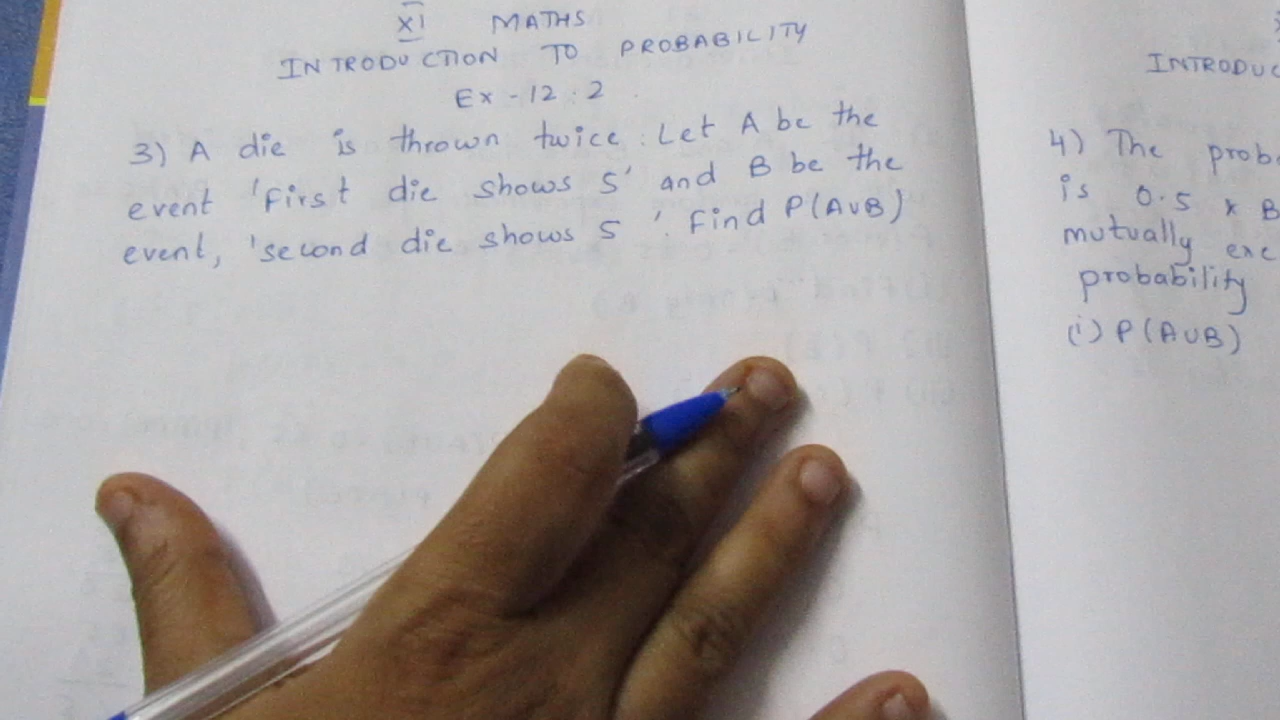 XI MATHS
INTRODUCTION TO PROBABILITY
Ex - 12.2
3) A die is thrown twice. Let A be the
event 'First die shows 5' and B be the
event, 'second die shows 5'. Find P(A∪B)
INTRODUC
4) The prob
is 0.5 x B
mutually exc
probability
(i) P(A∪B)